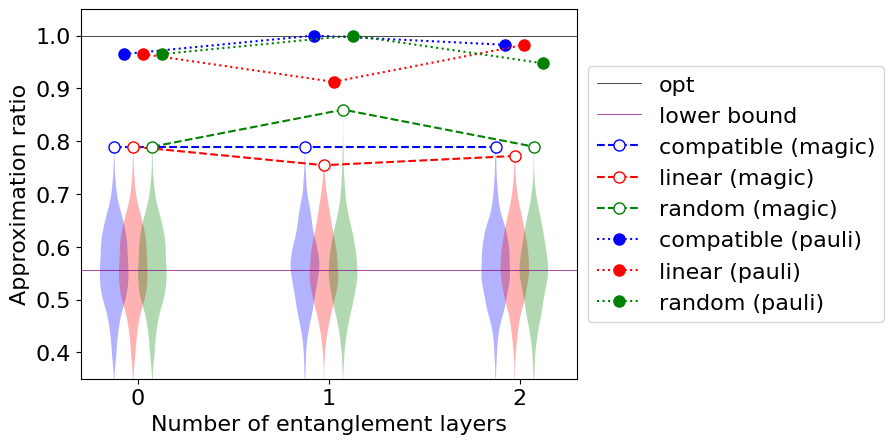 1.0
0.9
0.8
0.7
0.6
0.5
0.4
Approximation ratio
0 1 2
Number of entanglement layers
opt
lower bound
compatible (magic)
linear (magic)
random (magic)
compatible (pauli)
linear (pauli)
random (pauli)